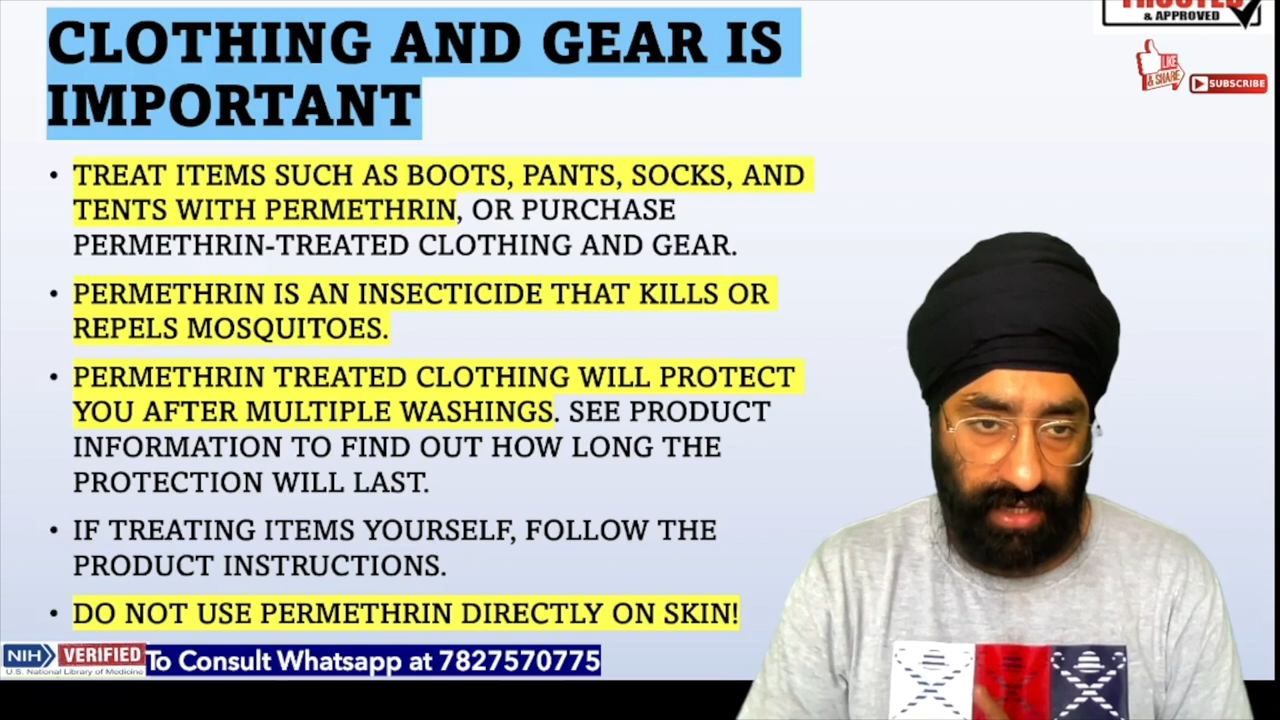 & APPROVED
LIKE
& SHARE
SUBSCRIBE
CLOTHING AND GEAR IS
IMPORTANT
• TREAT ITEMS SUCH AS BOOTS, PANTS, SOCKS, AND
TENTS WITH PERMETHRIN, OR PURCHASE
PERMETHRIN-TREATED CLOTHING AND GEAR.
• PERMETHRIN IS AN INSECTICIDE THAT KILLS OR
REPELS MOSQUITOES.
• PERMETHRIN TREATED CLOTHING WILL PROTECT
YOU AFTER MULTIPLE WASHINGS. SEE PRODUCT
INFORMATION TO FIND OUT HOW LONG THE
PROTECTION WILL LAST.
• IF TREATING ITEMS YOURSELF, FOLLOW THE
PRODUCT INSTRUCTIONS.
• DO NOT USE PERMETHRIN DIRECTLY ON SKIN!
NIH VERIFIED
U.S. National Library of Medicine
To Consult Whatsapp at 7827570775